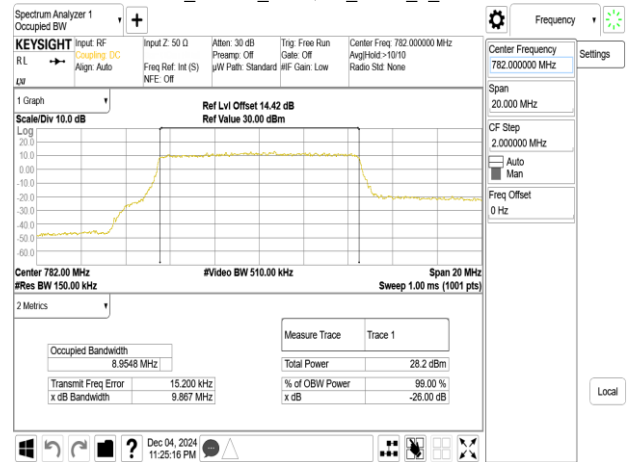 Spectrum Analyzer 1
Occupied BW
Frequency
KEYSIGHT
RL
Input: RF
Coupling: DC
Align: Auto
Input Z: 50 Ω
Freq Ref: Int (S)
NFE: Off
Atten: 30 dB
Preamp: Off
µW Path: Standard
Trig: Free Run
Gate: Off
#IF Gain: Low
Center Freq: 782.000000 MHz
Avg|Hold:>10/10
Radio Std: None
Center Frequency
782.000000 MHz
Settings
Span
20.000 MHz
CF Step
2.000000 MHz
Auto
Man
Freq Offset
0 Hz
Local
1 Graph
Scale/Div 10.0 dB
Ref Lvl Offset 14.42 dB
Ref Value 30.00 dBm
Log
20.0
10.0
0.00
-10.0
-20.0
-30.0
-40.0
-50.0
-60.0
Center 782.00 MHz
#Video BW 510.00 kHz
Span 20 MHz
#Res BW 150.00 kHz
Sweep 1.00 ms (1001 pts)
2 Metrics
Measure Trace
Trace 1
Occupied Bandwidth
8.9548 MHz
Total Power
28.2 dBm
Transmit Freq Error
15.200 kHz
% of OBW Power
99.00 %
x dB Bandwidth
9.867 MHz
x dB
-26.00 dB
?
Dec 04, 2024
11:25:16 PM